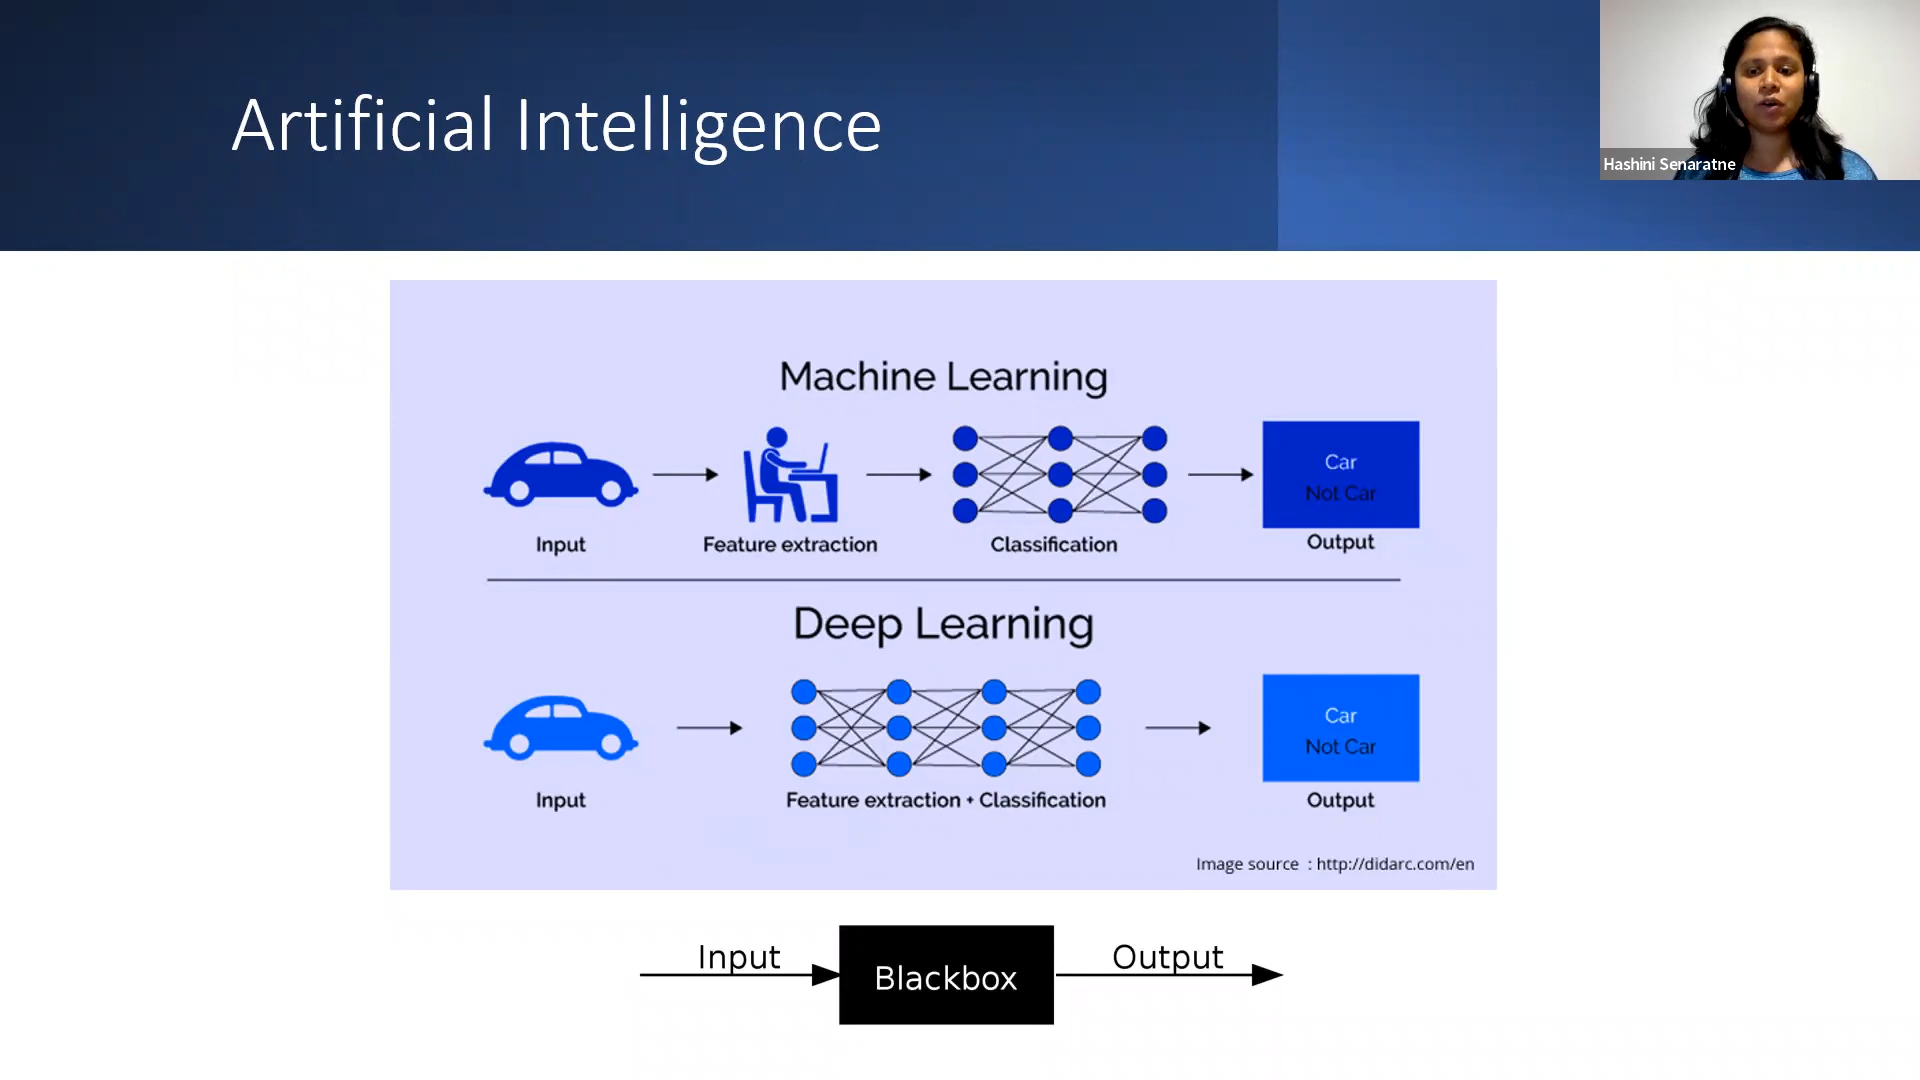 Artificial Intelligence
Hashini Senaratne
Machine Learning
Car
Not Car
Input
Feature extraction
Classification
Output
Deep Learning
Car
Not Car
Input
Feature extraction + Classification
Output
Image source : http://didarc.com/en
Input
Blackbox
Output